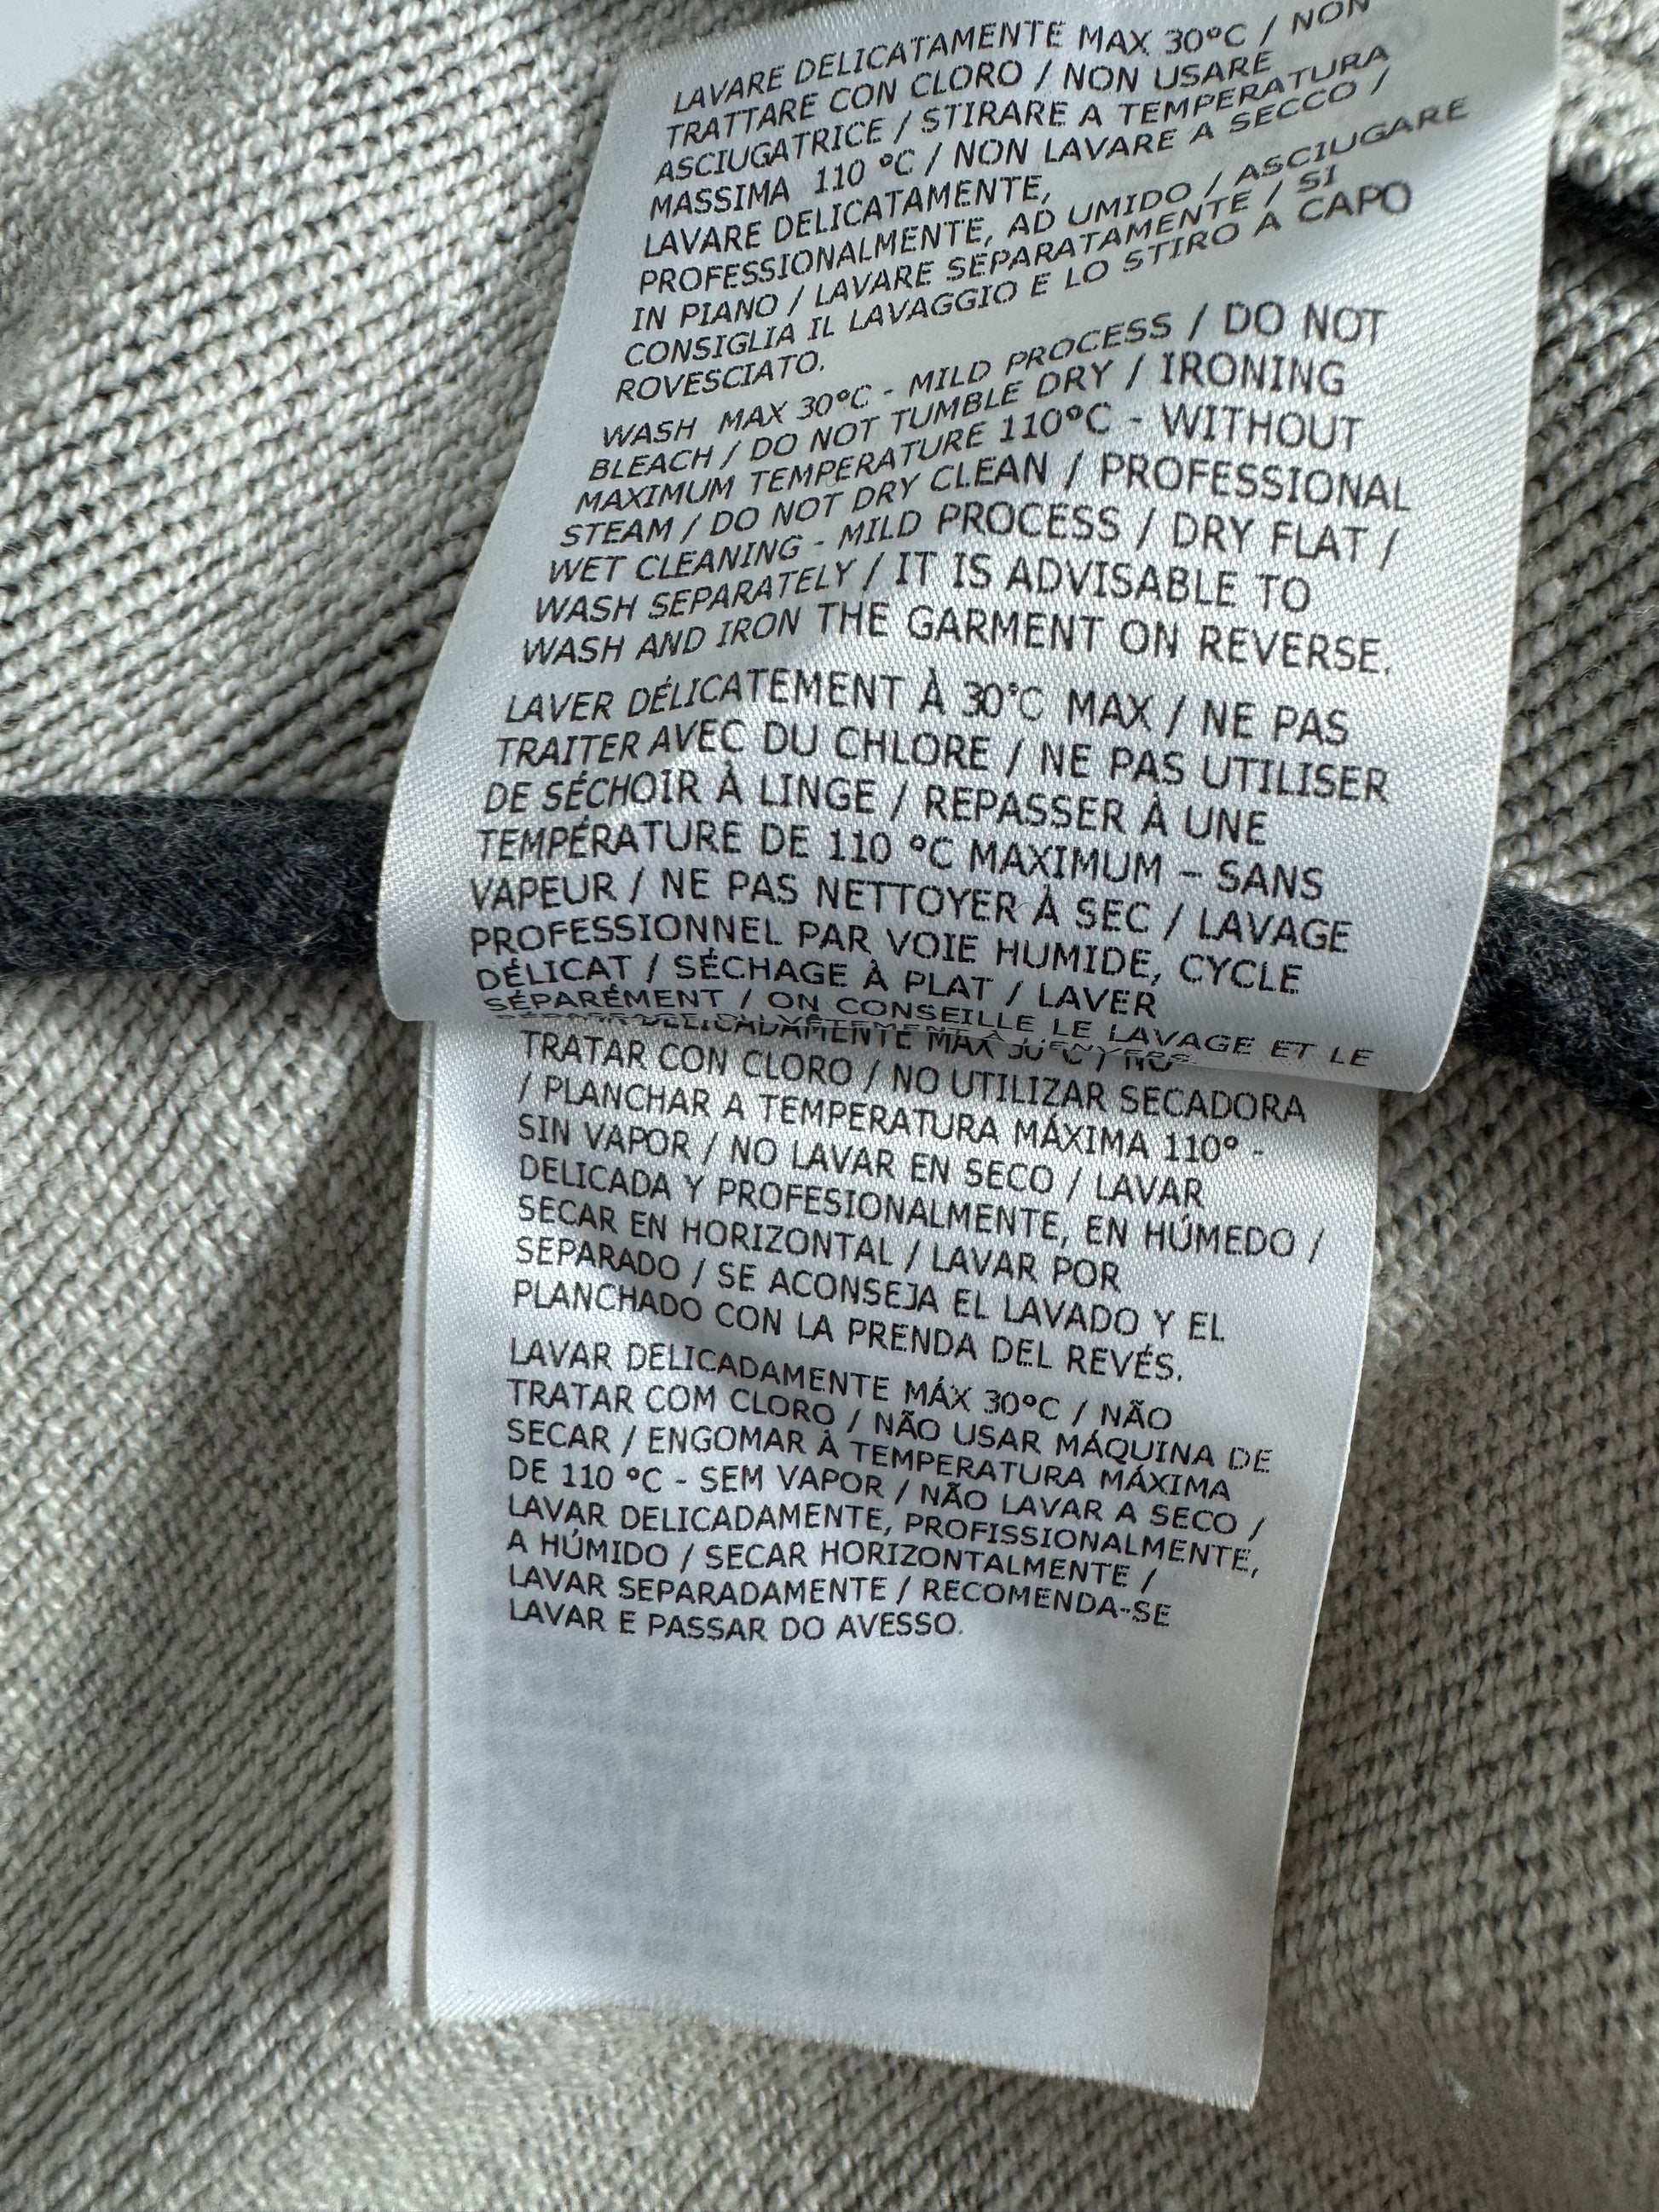 LAVARE DELICATAMENTE MAX 30°C / NON
TRATTARE CON CLORO / NON USARE
ASCIUGATRICE / STIRARE A TEMPERATURA
MASSIMA 110 °C / NON LAVARE A SECCO /
LAVARE DELICATAMENTE,
PROFESSIONALMENTE, AD UMIDO / ASCIUGARE
IN PIANO / LAVARE SEPARATAMENTE / SI
CONSIGLIA IL LAVAGGIO E LO STIRO A CAPO
ROVESCIATO.
WASH MAX 30°C - MILD PROCESS / DO NOT
BLEACH / DO NOT TUMBLE DRY / IRONING
MAXIMUM TEMPERATURE 110°C - WITHOUT
STEAM / DO NOT DRY CLEAN / PROFESSIONAL
WET CLEANING - MILD PROCESS / DRY FLAT /
WASH SEPARATELY / IT IS ADVISABLE TO
WASH AND IRON THE GARMENT ON REVERSE.
LAVER DÉLICATEMENT À 30°C MAX / NE PAS
TRAITER AVEC DU CHLORE / NE PAS UTILISER
DE SÉCHOIR À LINGE / REPASSER À UNE
TEMPÉRATURE DE 110 °C MAXIMUM – SANS
VAPEUR / NE PAS NETTOYER À SEC / LAVAGE
PROFESSIONNEL PAR VOIE HUMIDE, CYCLE
DÉLICAT / SÉCHAGE À PLAT / LAVER
SÉPARÉMENT / ON CONSEILLE LE LAVAGE ET LE
DELICADAMENTE MAX 30°C / NO
TRATAR CON CLORO / NO UTILIZAR SECADORA
/ PLANCHAR A TEMPERATURA MÁXIMA 110° -
SIN VAPOR / NO LAVAR EN SECO / LAVAR
DELICADA Y PROFESIONALMENTE, EN HÚMEDO /
SECAR EN HORIZONTAL / LAVAR POR
SEPARADO / SE ACONSEJA EL LAVADO Y EL
PLANCHADO CON LA PRENDA DEL REVÉS.
LAVAR DELICADAMENTE MÁX 30°C / NÃO
TRATAR COM CLORO / NÃO USAR MÁQUINA DE
SECAR / ENGOMAR À TEMPERATURA MÁXIMA
DE 110 °C - SEM VAPOR / NÃO LAVAR A SECO /
LAVAR DELICADAMENTE, PROFISSIONALMENTE,
A HÚMIDO / SECAR HORIZONTALMENTE /
LAVAR SEPARADAMENTE / RECOMENDA-SE
LAVAR E PASSAR DO AVESSO.